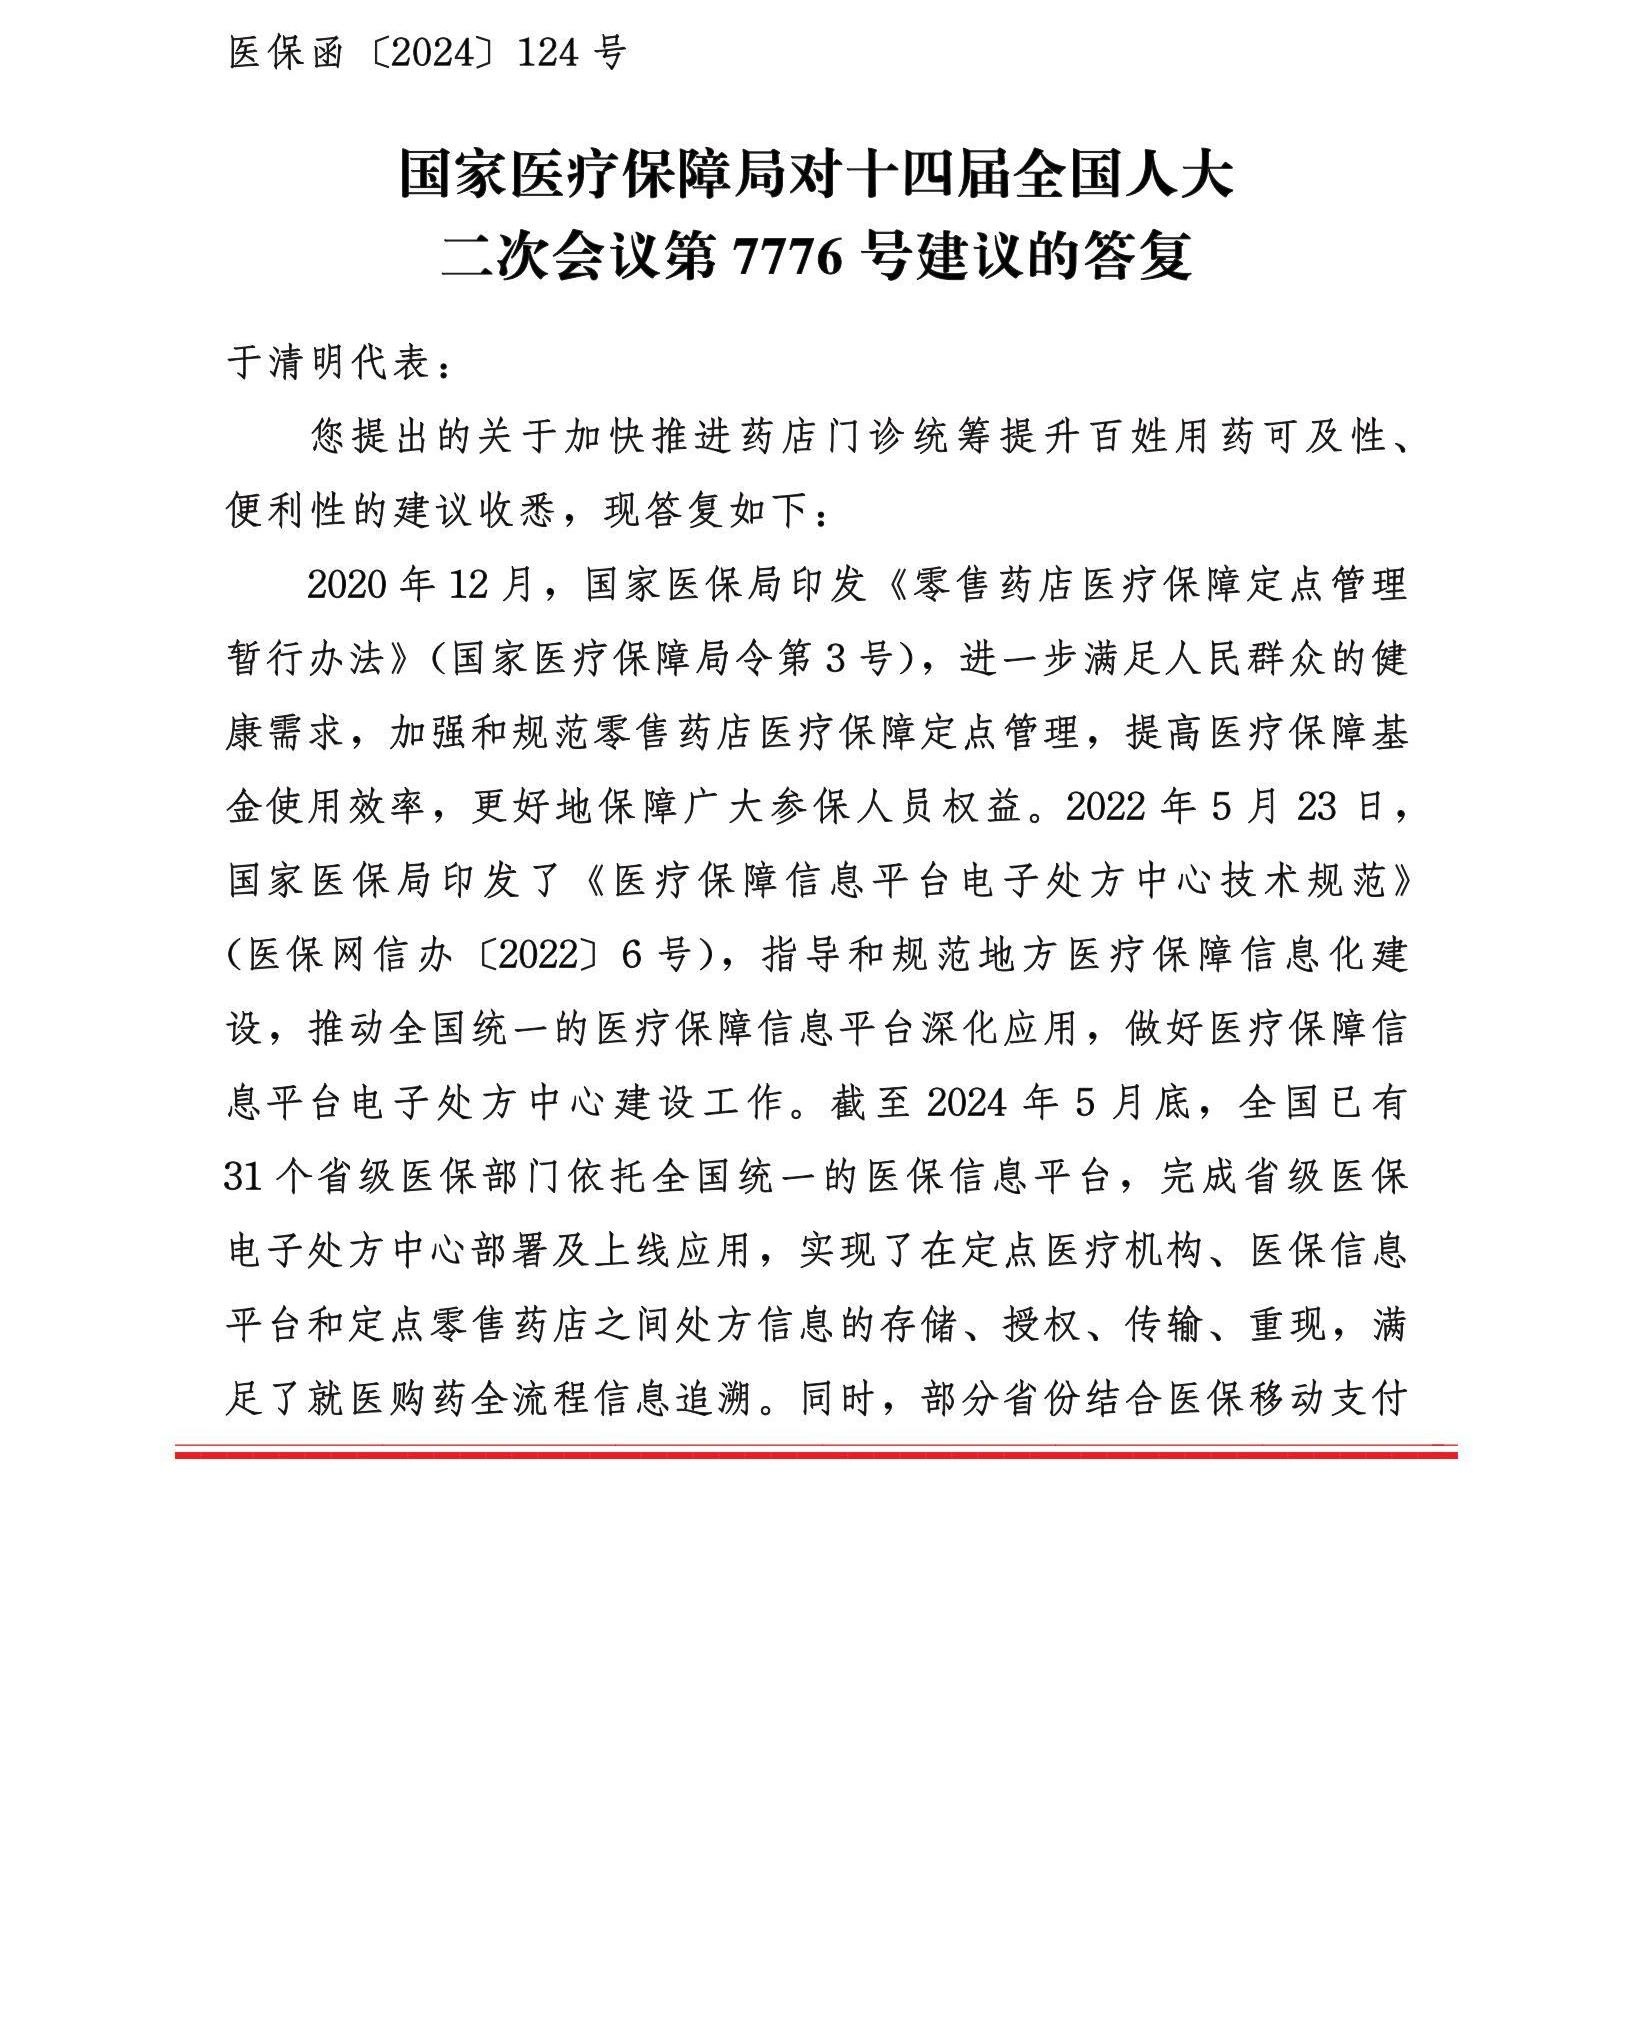 医保函〔2024〕124 号
国家医疗保障局对十四届全国人大
二次会议第 7776 号建议的答复
于清明代表：
您提出的关于加快推进药店门诊统筹提升百姓用药可及性、
便利性的建议收悉，现答复如下：
2020 年 12 月，国家医保局印发《零售药店医疗保障定点管理
暂行办法》（国家医疗保障局令第 3 号），进一步满足人民群众的健
康需求，加强和规范零售药店医疗保障定点管理，提高医疗保障基
金使用效率，更好地保障广大参保人员权益。2022 年 5 月 23 日，
国家医保局印发了《医疗保障信息平台电子处方中心技术规范》
（医保网信办〔2022〕6 号），指导和规范地方医疗保障信息化建
设，推动全国统一的医疗保障信息平台深化应用，做好医疗保障信
息平台电子处方中心建设工作。截至 2024 年 5 月底，全国已有
31 个省级医保部门依托全国统一的医保信息平台，完成省级医保
电子处方中心部署及上线应用，实现了在定点医疗机构、医保信息
平台和定点零售药店之间处方信息的存储、授权、传输、重现，满
足了就医购药全流程信息追溯。同时，部分省份结合医保移动支付